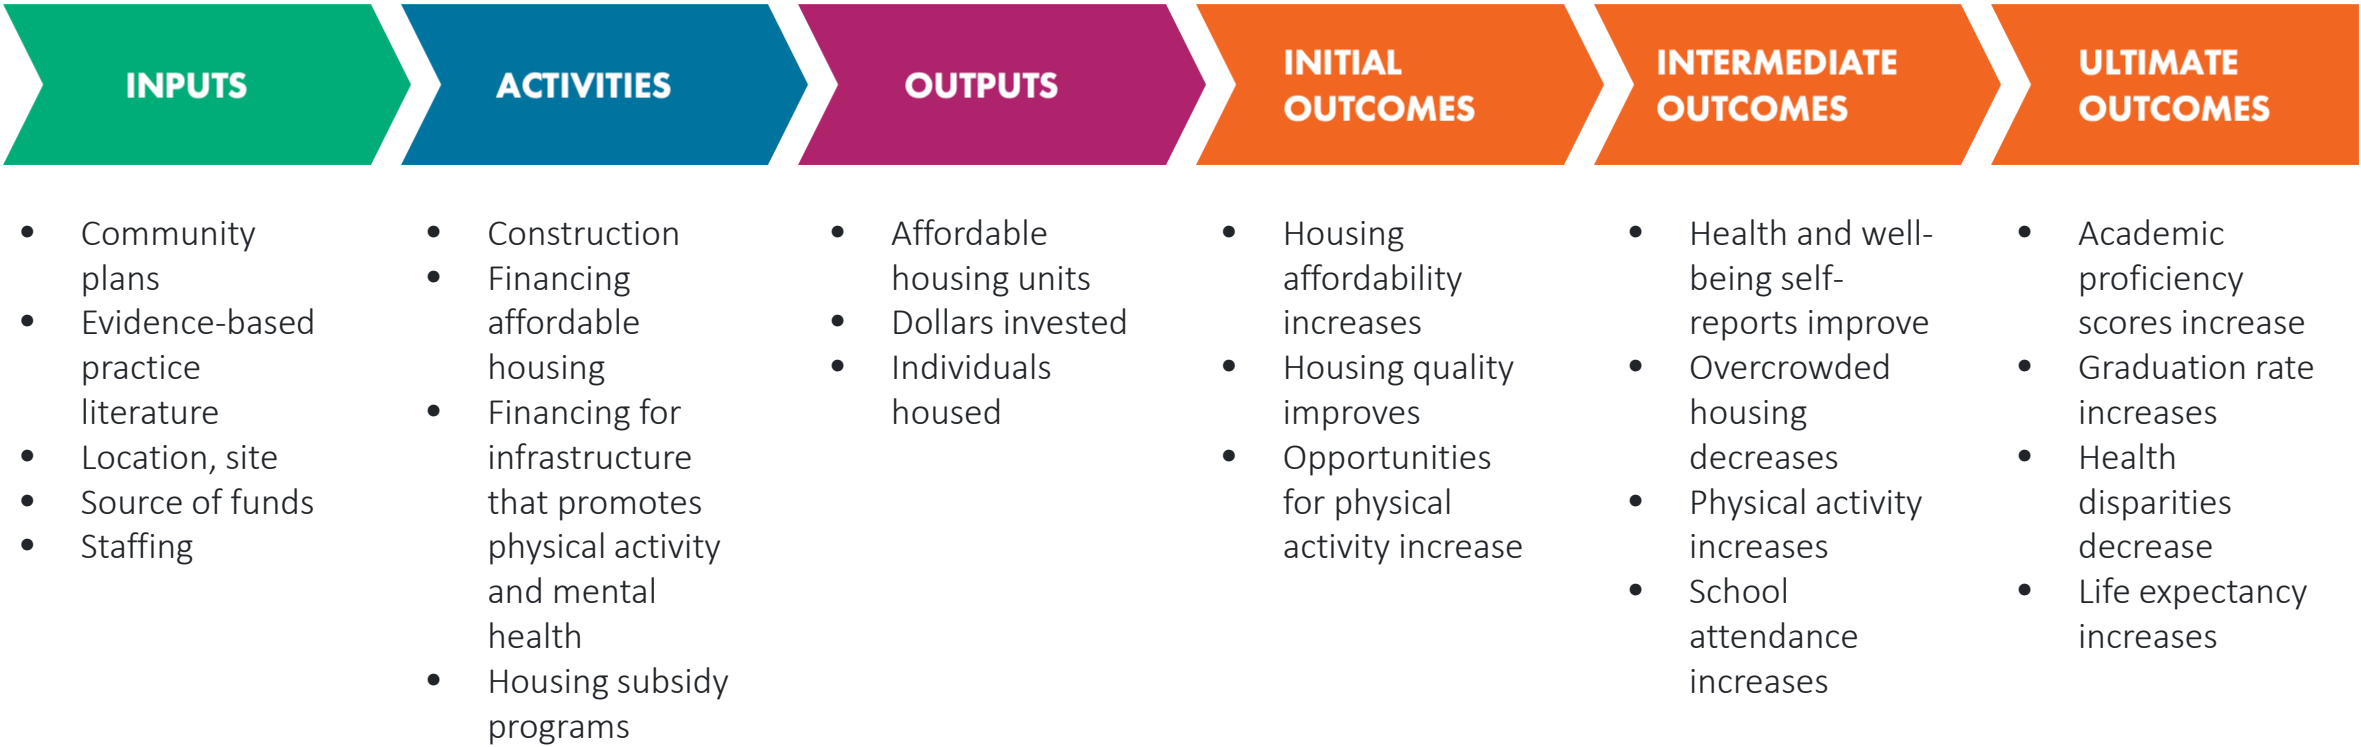 INPUTS
ACTIVITIES
OUTPUTS
INITIAL
OUTCOMES
INTERMEDIATE
OUTCOMES
ULTIMATE
OUTCOMES
• Community
plans
• Evidence-based
practice
literature
• Location, site
• Source of funds
• Staffing
• Construction
• Financing
affordable
housing
• Financing for
infrastructure
that promotes
physical activity
and mental
health
• Housing subsidy
programs
• Affordable
housing units
• Dollars invested
• Individuals
housed
• Housing
affordability
increases
• Housing quality
improves
• Opportunities
for physical
activity increase
• Health and well-
being self-
reports improve
• Overcrowded
housing
decreases
• Physical activity
increases
• School
attendance
increases
• Academic
proficiency
scores increase
• Graduation rate
increases
• Health
disparities
decrease
• Life expectancy
increases